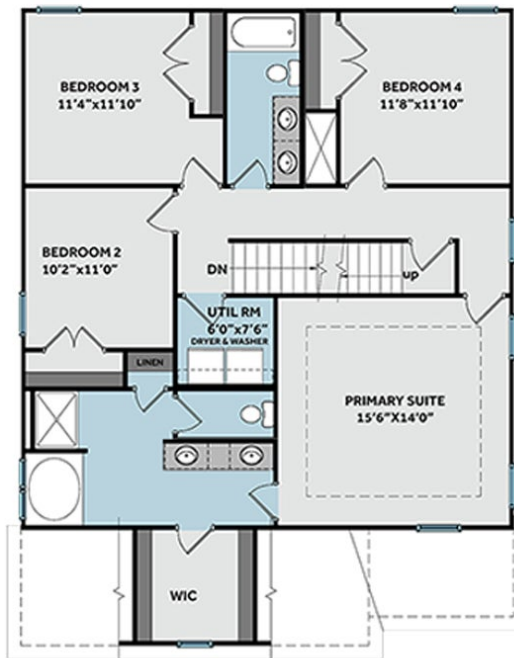 BEDROOM 3
11'4"x11'10"
BEDROOM 4
11'8"x11'10"
BEDROOM 2
10'2"x11'0"
DN
up
UTIL RM
6'0"x7'6"
DRYER & WASHER
LINEN
PRIMARY SUITE
15'6"X14'0"
WIC